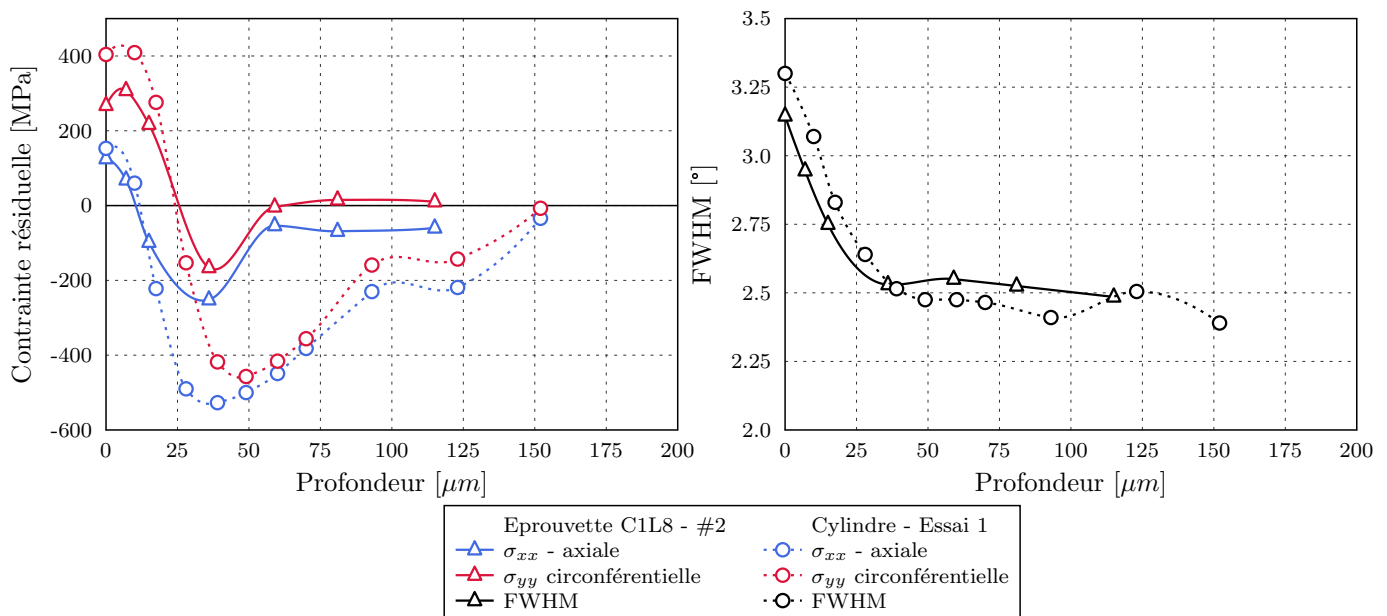 400
200
0
-200
-400
-600
0 25 50 75 100 125 150 175 200
Contrainte résiduelle [MPa]
Profondeur [μm]
3.5
3.25
3.0
2.75
2.5
2.25
2.0
0 25 50 75 100 125 150 175 200
FWHM [°]
Profondeur [μm]
Eprouvette C1L8 - #2
σxx - axiale
σyy circonférentielle
FWHM
Cylindre - Essai 1
σxx - axiale
σyy circonférentielle
FWHM